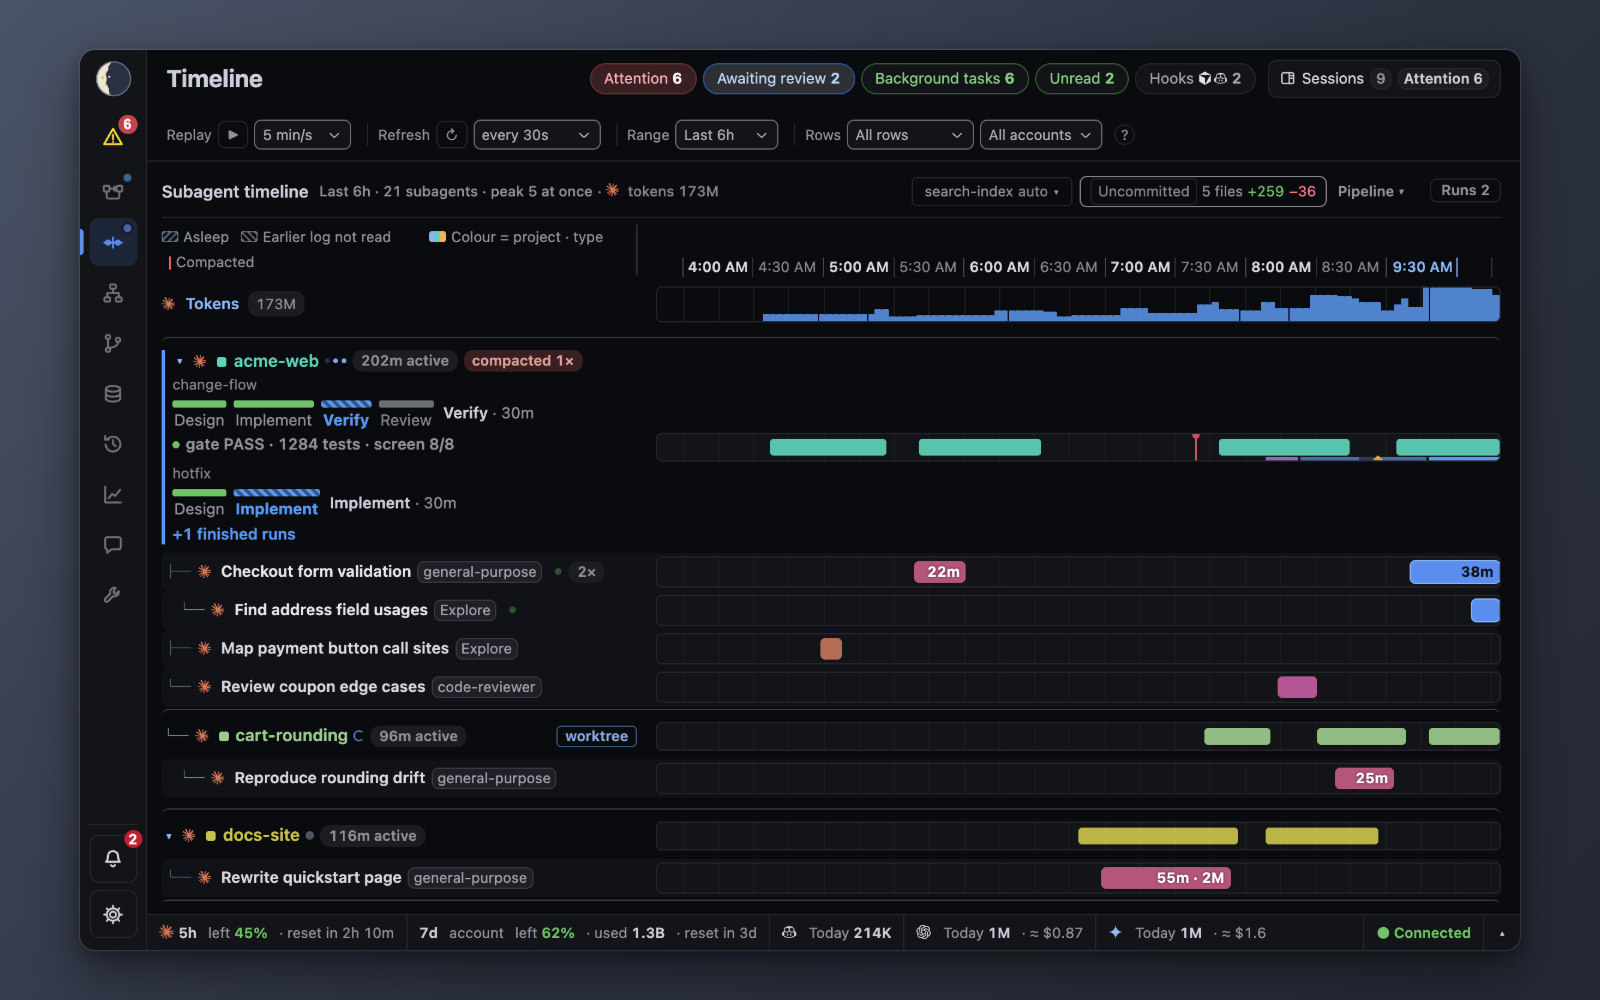 Timeline
Attention 6
Awaiting review 2
Background tasks 6
Unread 2
Hooks 2
Sessions 9 Attention 6
6
Replay 5 min/s Refresh every 30s Range Last 6h Rows All rows All accounts ?
Subagent timeline Last 6h · 21 subagents · peak 5 at once · tokens 173M
search-index auto
Uncommitted 5 files +259 −36
Pipeline
Runs 2
Asleep Earlier log not read Colour = project · type
Compacted
4:00 AM 4:30 AM 5:00 AM 5:30 AM 6:00 AM 6:30 AM 7:00 AM 7:30 AM 8:00 AM 8:30 AM 9:30 AM
Tokens 173M
acme-web 202m active compacted 1×
change-flow
Design Implement Verify Review Verify · 30m
gate PASS · 1284 tests · screen 8/8
hotfix
Design Implement Implement · 30m
+1 finished runs
Checkout form validation general-purpose 2× 22m 38m
Find address field usages Explore
Map payment button call sites Explore
Review coupon edge cases code-reviewer
cart-rounding 96m active worktree
Reproduce rounding drift general-purpose 25m
docs-site 116m active
Rewrite quickstart page general-purpose 55m · 2M
2
5h left 45% · reset in 2h 10m 7d account left 62% · used 1.3B · reset in 3d Today 214K Today 1M · ≈ $0.87 Today 1M · ≈ $1.6 Connected